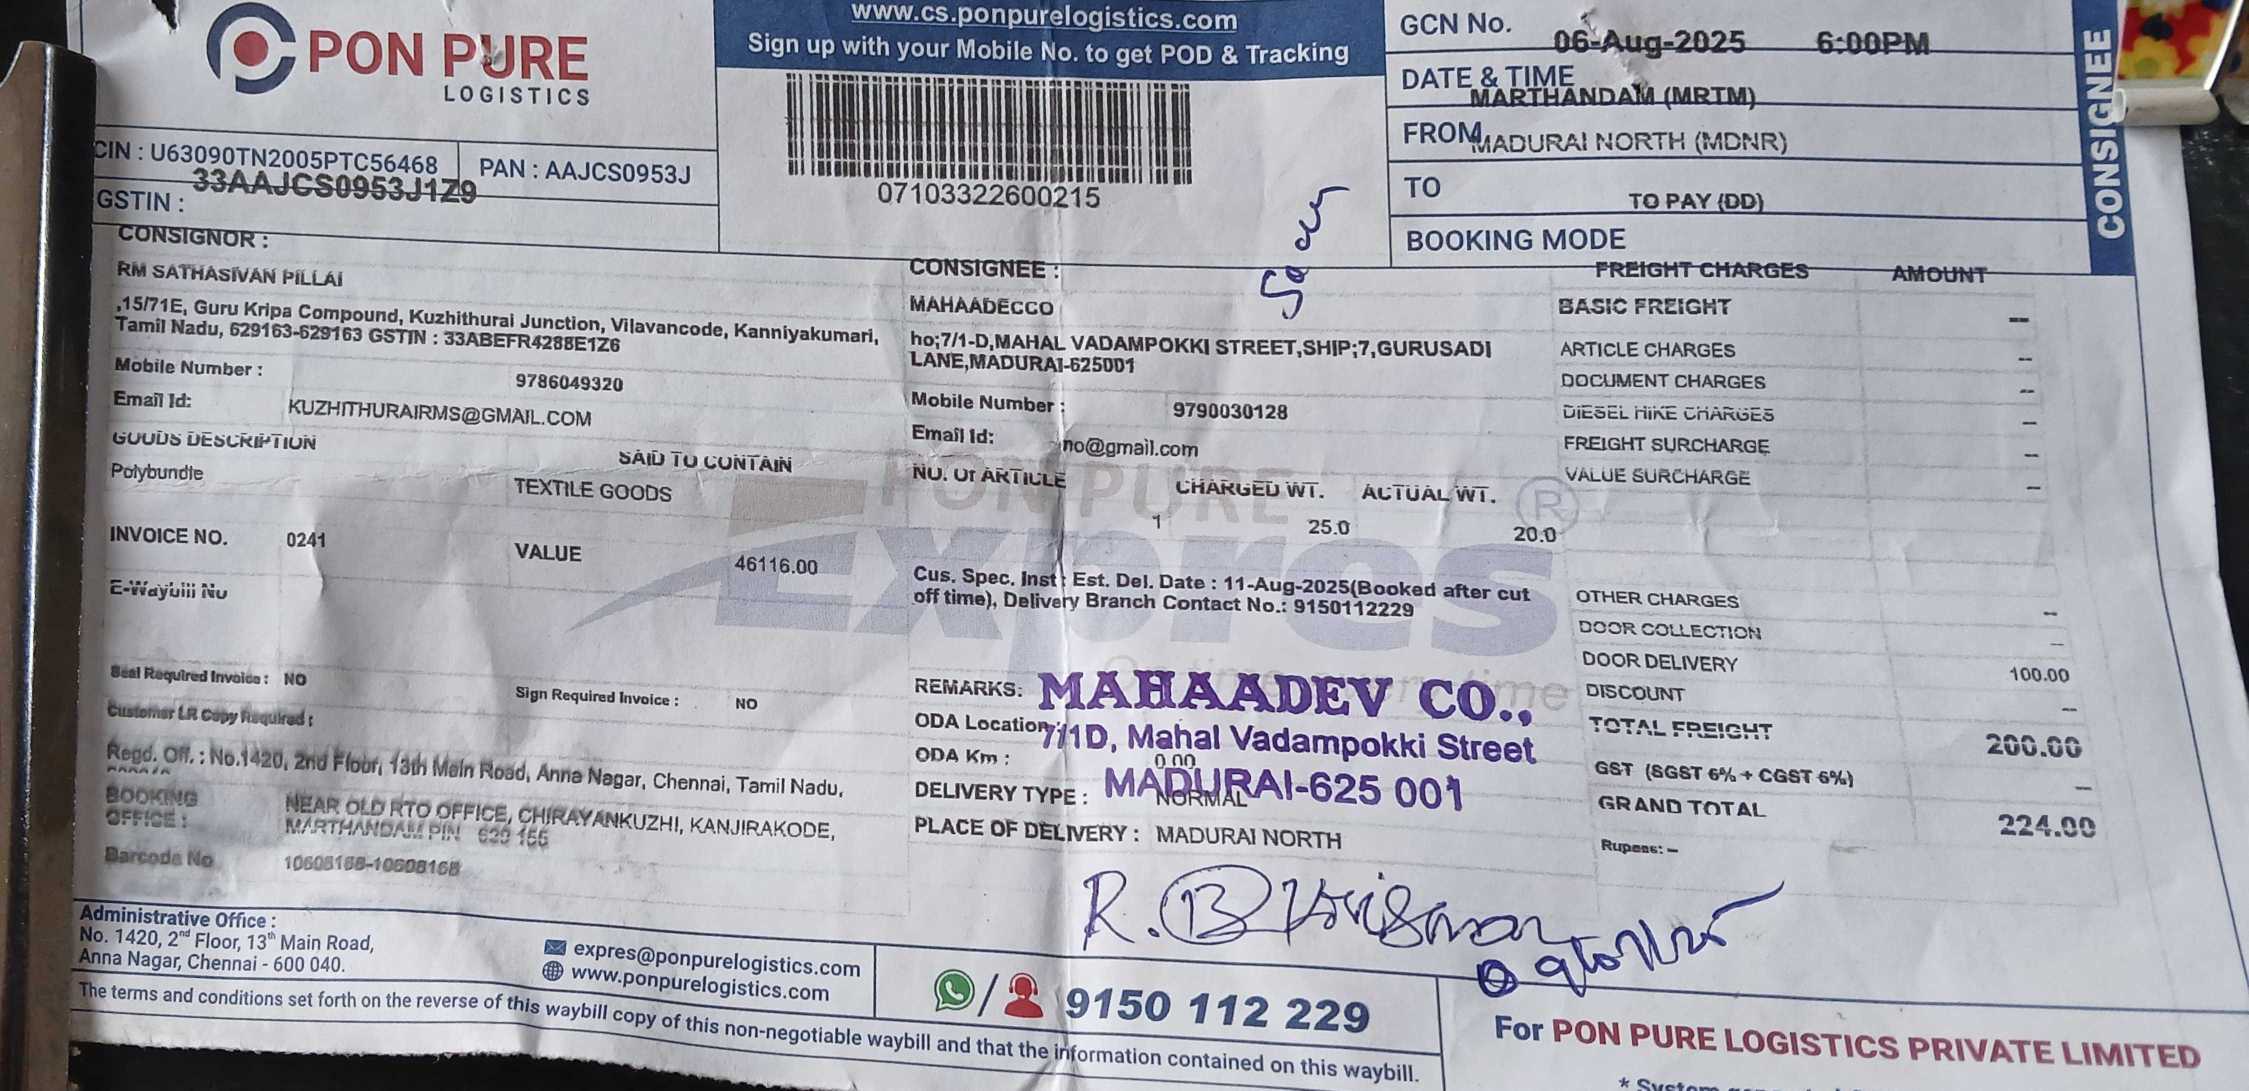 PON PURE
LOGISTICS
CIN : U63090TN2005PTC56468
PAN : AAJCS0953J
GSTIN : 33AAJCS0953J1Z9
www.cs.ponpurelogistics.com
Sign up with your Mobile No. to get POD & Tracking
07103322600215
GCN No.
06-Aug-2025 6:00PM
DATE & TIME
MARTHANDAM (MRTM)
FROM
MADURAI NORTH (MDNR)
TO
TO PAY (DD)
BOOKING MODE
CONSIGNEE
CONSIGNOR :
RM SATHASIVAN PILLAI
,15/71E, Guru Kripa Compound, Kuzhithurai Junction, Vilavancode, Kanniyakumari,
Tamil Nadu, 629163-629163 GSTIN : 33ABEFR4288E1Z6
Mobile Number : 9786049320
Email Id: KUZHITHURAIRMS@GMAIL.COM
GOODS DESCRIPTION SAID TO CONTAIN
Polybundle TEXTILE GOODS
INVOICE NO. 0241 VALUE 46116.00
E-Waybill No
Seal Required Invoice : NO Sign Required Invoice : NO
Customer LR Copy Required :
Regd. Off. : No.1420, 2nd Floor, 13th Main Road, Anna Nagar, Chennai, Tamil Nadu,
BOOKING
OFFICE :
NEAR OLD RTO OFFICE, CHIRAYANKUZHI, KANJIRAKODE,
MARTHANDAM PIN 629 165
Barcode No 10608168-10608168
CONSIGNEE :
MAHAADECCO
ho;7/1-D,MAHAL VADAMPOKKI STREET,SHIP;7,GURUSADI
LANE,MADURAI-625001
Mobile Number : 9790030128
Email Id: no@gmail.com
NO. Of ARTICLE CHARGED WT. ACTUAL WT.
1 25.0 20.0
PON PURE
Expres
®
Cus. Spec. Inst : Est. Del. Date : 11-Aug-2025(Booked after cut
off time), Delivery Branch Contact No.: 9150112229
REMARKS:
MAHAADEV CO.,
ODA Location
7/1D, Mahal Vadampokki Street
ODA Km : 0.00
MADURAI-625 001
DELIVERY TYPE : NORMAL
PLACE OF DELIVERY : MADURAI NORTH
FREIGHT CHARGES AMOUNT
BASIC FREIGHT --
ARTICLE CHARGES --
DOCUMENT CHARGES --
DIESEL HIKE CHARGES --
FREIGHT SURCHARGE --
VALUE SURCHARGE --
OTHER CHARGES --
DOOR COLLECTION --
DOOR DELIVERY 100.00
DISCOUNT --
TOTAL FREIGHT 200.00
GST (SGST 6% + CGST 6%) --
GRAND TOTAL 224.00
Rupees: --
Administrative Office :
No. 1420, 2nd Floor, 13th Main Road,
Anna Nagar, Chennai - 600 040.
expres@ponpurelogistics.com
www.ponpurelogistics.com
/ 9150 112 229
The terms and conditions set forth on the reverse of this waybill copy of this non-negotiable waybill and that the information contained on this waybill.
For PON PURE LOGISTICS PRIVATE LIMITED